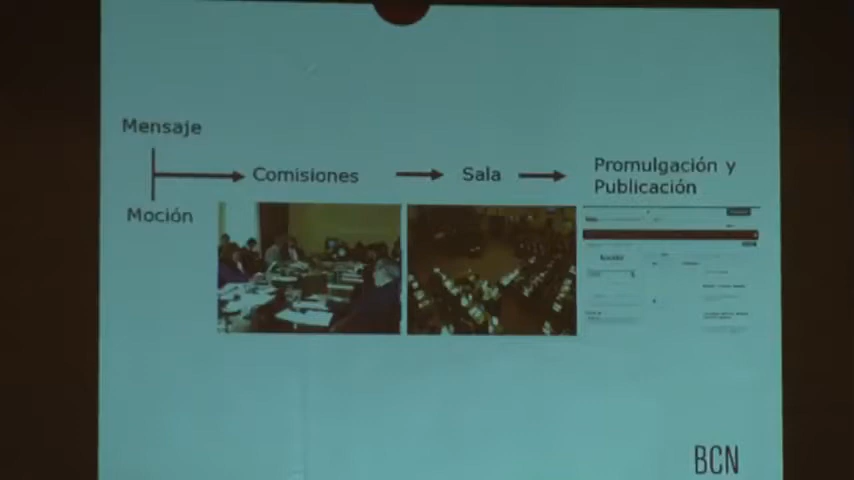 Mensaje
Comisiones
Sala
Promulgación y
Publicación
Moción
BCN